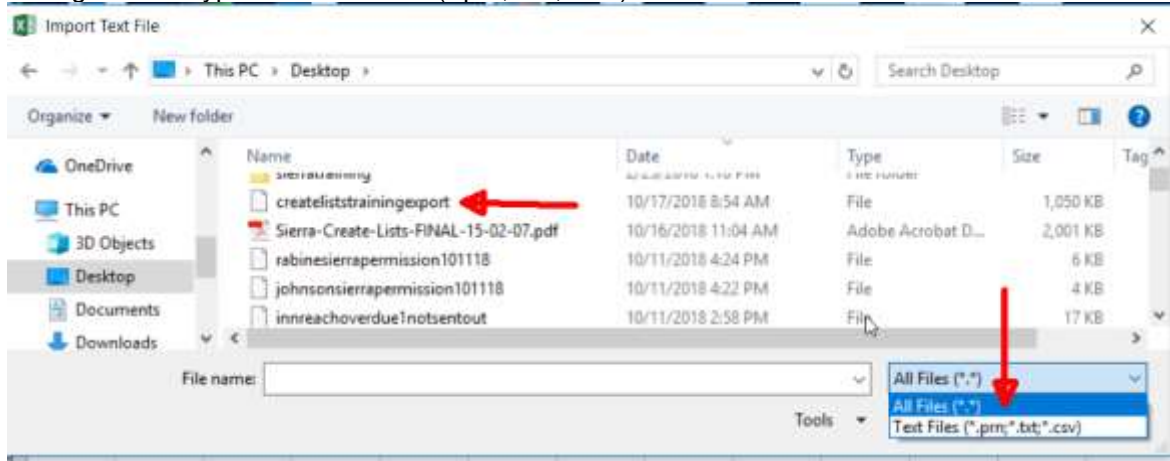 Import Text File
This PC > Desktop >
Search Desktop
Organize New folder
Name Date Type Size Tag
sierratraining File folder
createliststrainingexport 10/17/2018 8:54 AM File 1,050 KB
Sierra-Create-Lists-FINAL-15-02-07.pdf 10/16/2018 11:04 AM Adobe Acrobat D... 2,001 KB
rabinesierrapermission101118 10/11/2018 4:24 PM File 6 KB
johnsonsierrapermission101118 10/11/2018 4:22 PM File 4 KB
innreachoverdue1notsentout 10/11/2018 2:58 PM File 17 KB
OneDrive
This PC
3D Objects
Desktop
Documents
Downloads
File name:
All Files (*.*)
All Files (*.*)
Text Files (*.prn;*.txt;*.csv)
Tools